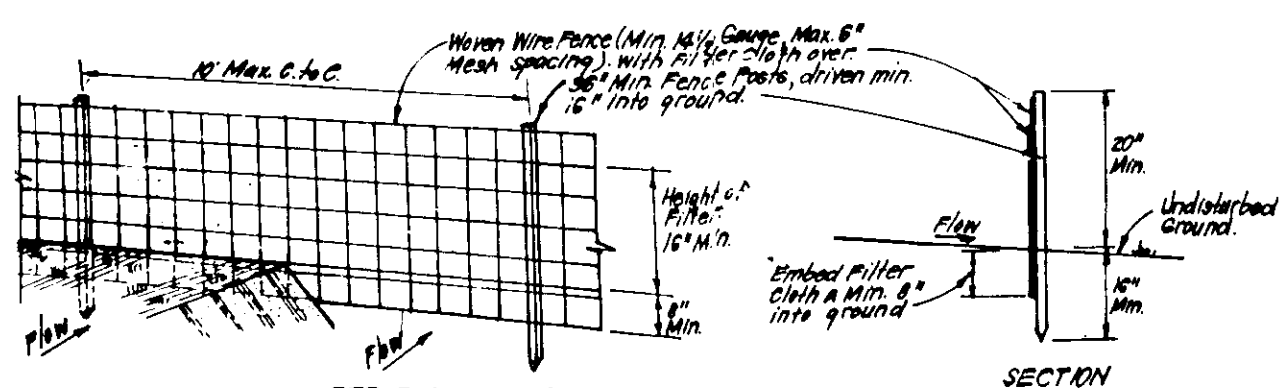 Woven Wire Fence (Min. 14½ Gauge, Max. 6"
Mesh Spacing) with Filter Cloth over.
36" Min. Fence Posts, driven min.
16" into ground.
10' Max. C. to C.
Height of
Filter
16" Min.
8"
Min.
Flow
Flow
20"
Min.
Undisturbed
Ground.
Flow
Embed Filter
cloth a Min. 8"
into ground
16"
Min.
SECTION